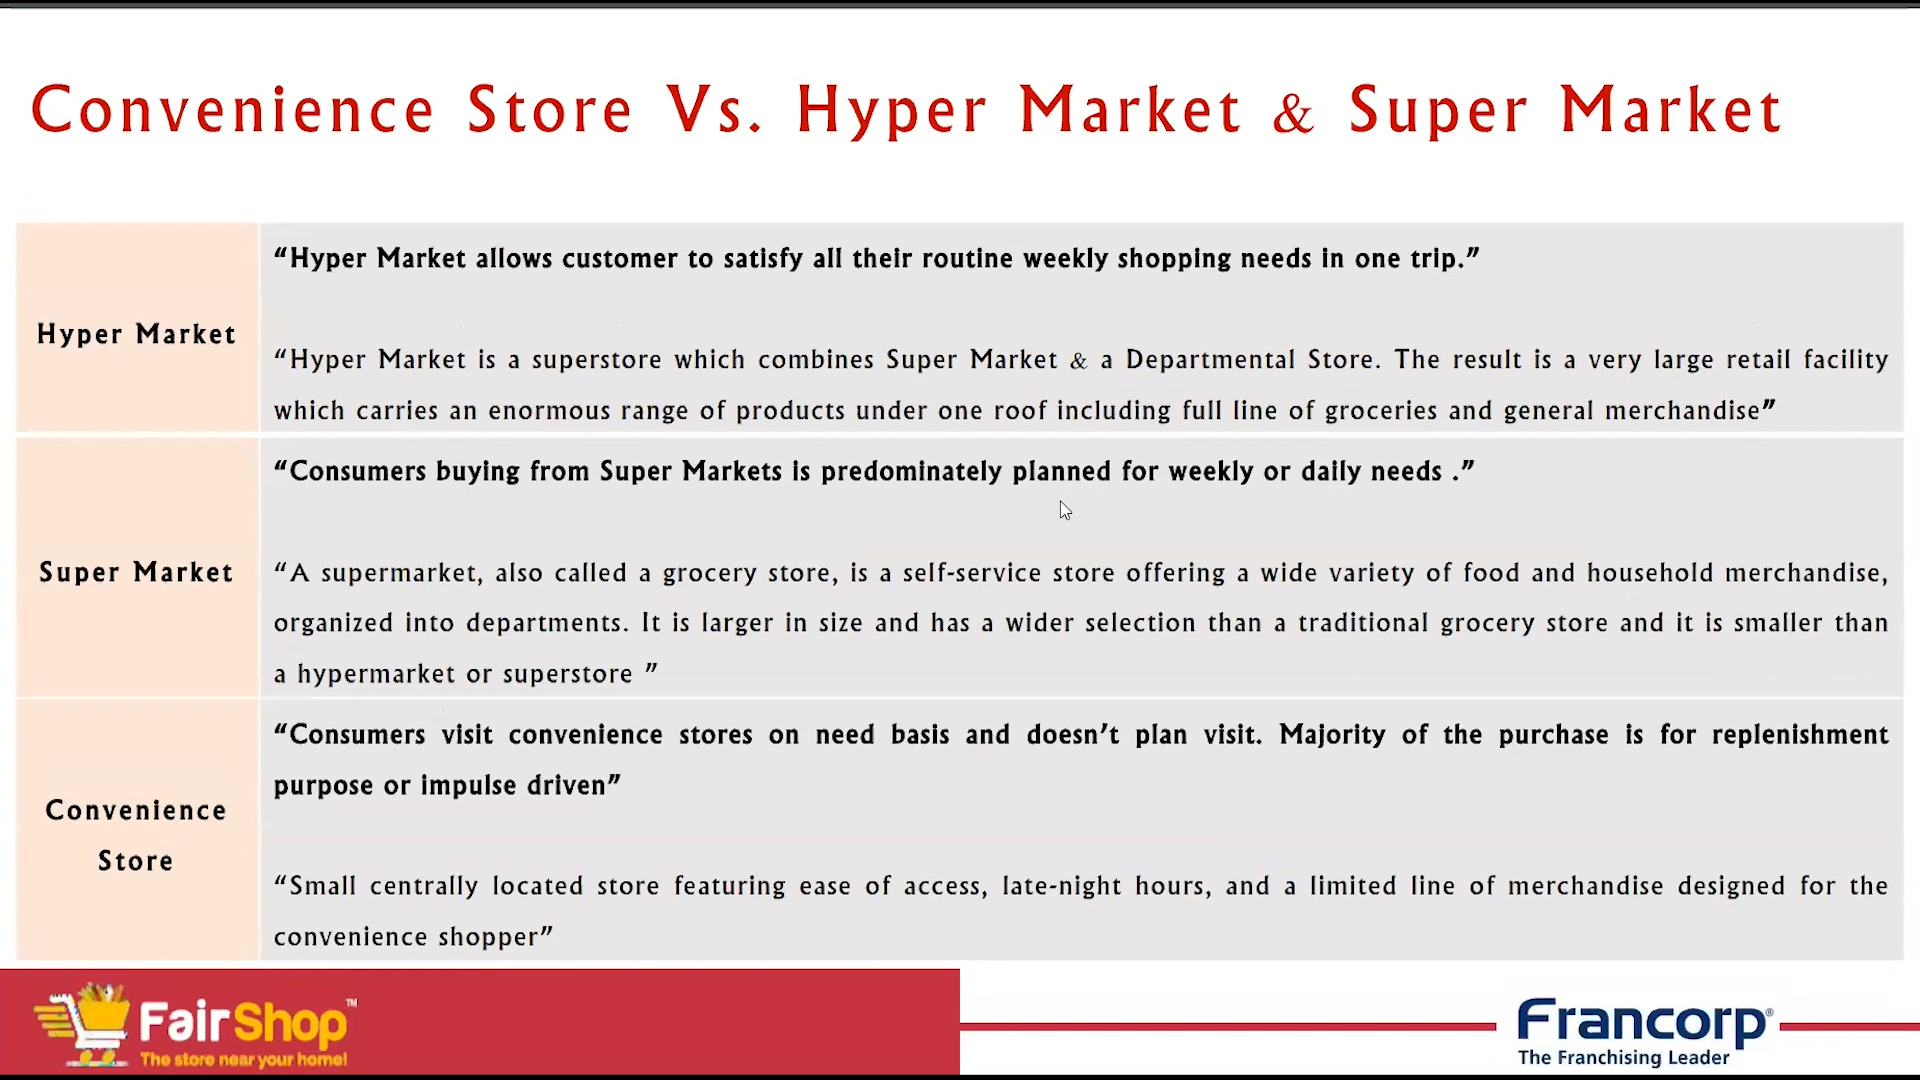 Convenience Store Vs. Hyper Market & Super Market
Hyper Market
“Hyper Market allows customer to satisfy all their routine weekly shopping needs in one trip.”
“Hyper Market is a superstore which combines Super Market & a Departmental Store. The result is a very large retail facility
which carries an enormous range of products under one roof including full line of groceries and general merchandise”
Super Market
“Consumers buying from Super Markets is predominately planned for weekly or daily needs .”
“A supermarket, also called a grocery store, is a self-service store offering a wide variety of food and household merchandise,
organized into departments. It is larger in size and has a wider selection than a traditional grocery store and it is smaller than
a hypermarket or superstore ”
Convenience
Store
“Consumers visit convenience stores on need basis and doesn’t plan visit. Majority of the purchase is for replenishment
purpose or impulse driven”
“Small centrally located store featuring ease of access, late-night hours, and a limited line of merchandise designed for the
convenience shopper”
FairShop™
The store near your home!
Francorp®
The Franchising Leader